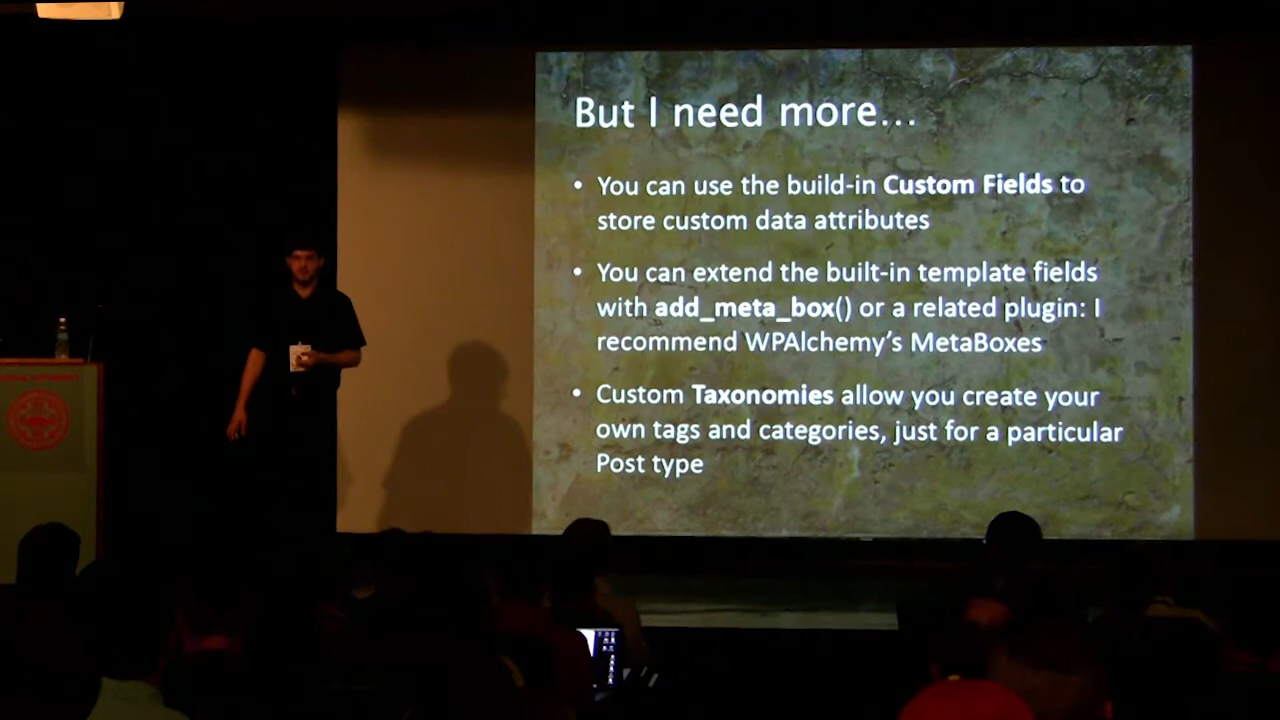 But I need more...
• You can use the build-in Custom Fields to
store custom data attributes
• You can extend the built-in template fields
with add_meta_box() or a related plugin: I
recommend WPAlchemy’s MetaBoxes
• Custom Taxonomies allow you create your
own tags and categories, just for a particular
Post type